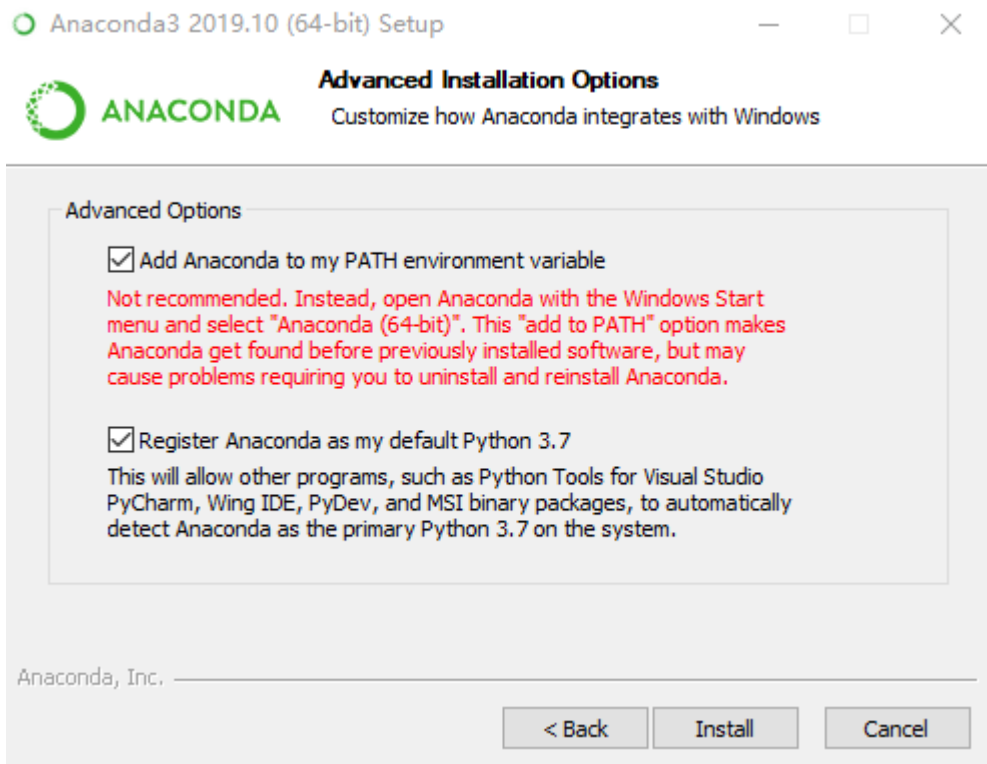 Anaconda3 2019.10 (64-bit) Setup
ANACONDA
Advanced Installation Options
Customize how Anaconda integrates with Windows
Advanced Options
Add Anaconda to my PATH environment variable
Not recommended. Instead, open Anaconda with the Windows Start
menu and select "Anaconda (64-bit)". This "add to PATH" option makes
Anaconda get found before previously installed software, but may
cause problems requiring you to uninstall and reinstall Anaconda.
Register Anaconda as my default Python 3.7
This will allow other programs, such as Python Tools for Visual Studio
PyCharm, Wing IDE, PyDev, and MSI binary packages, to automatically
detect Anaconda as the primary Python 3.7 on the system.
Anaconda, Inc.
< Back
Install
Cancel